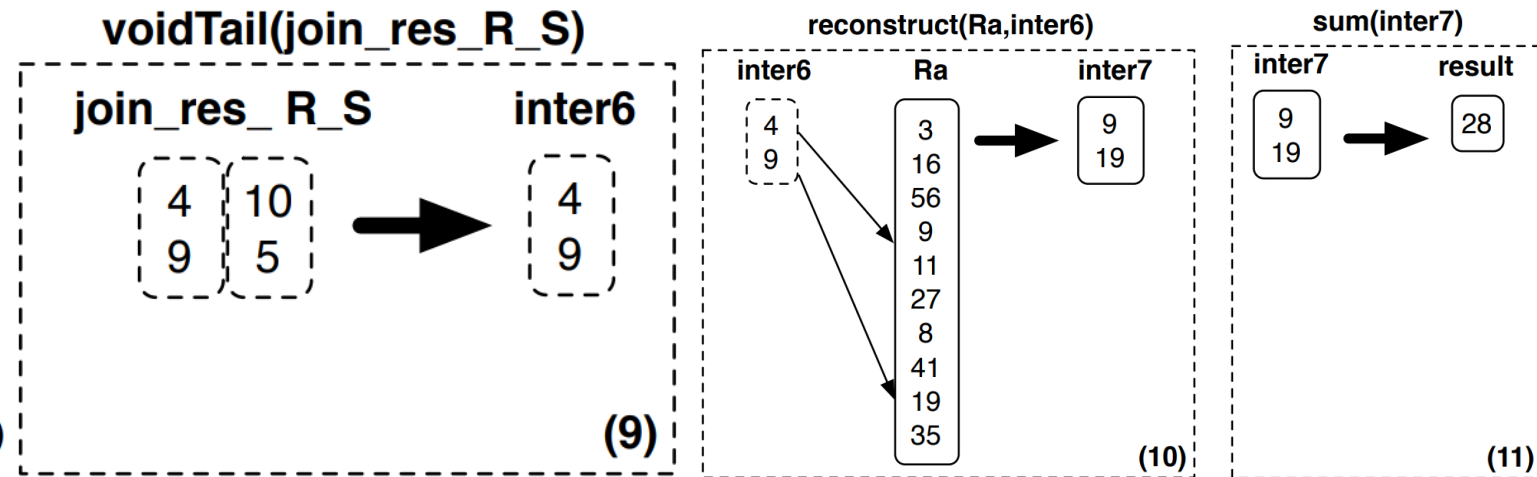 voidTail(join_res_R_S)
join_res_ R_S inter6
4 10 4
9 5 9
)
(9)
reconstruct(Ra,inter6)
inter6 Ra inter7
4
9
3
16
56
9
11
27
8
41
19
35
9
19
(10)
sum(inter7)
inter7 result
9
19
28
(11)